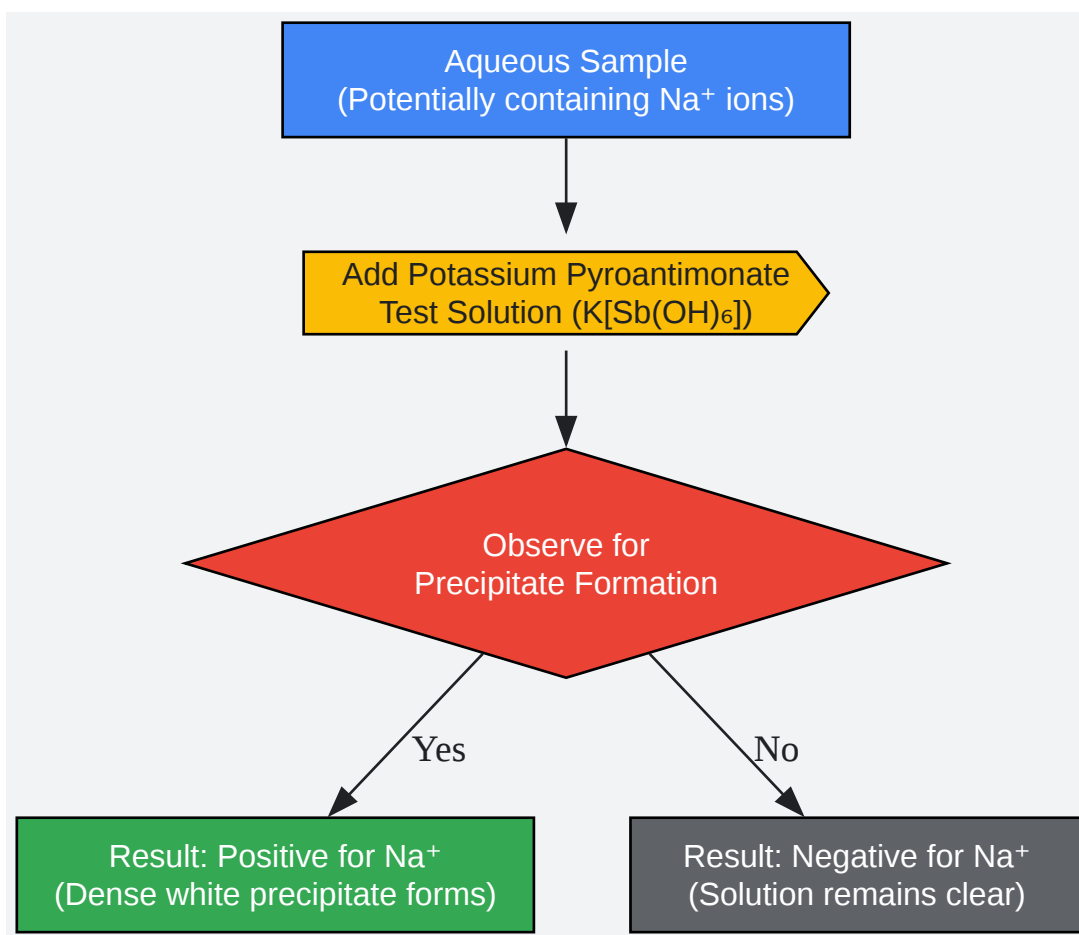 Aqueous Sample
(Potentially containing Na⁺ ions)
Add Potassium Pyroantimonate
Test Solution (K[Sb(OH)₆])
Observe for
Precipitate Formation
Yes
No
Result: Positive for Na⁺
(Dense white precipitate forms)
Result: Negative for Na⁺
(Solution remains clear)